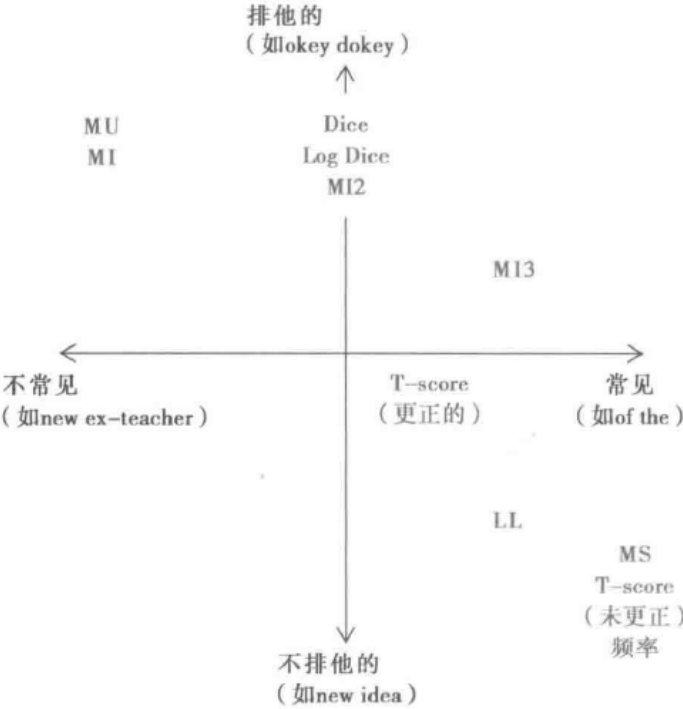 排他的
（如okey dokey）
MU
MI
Dice
Log Dice
MI2
M13
不常见
（如new ex-teacher）
T-score
（更正的）
常见
（如of the）
LL
MS
T-score
（未更正）
频率
不排他的
（如new idea）